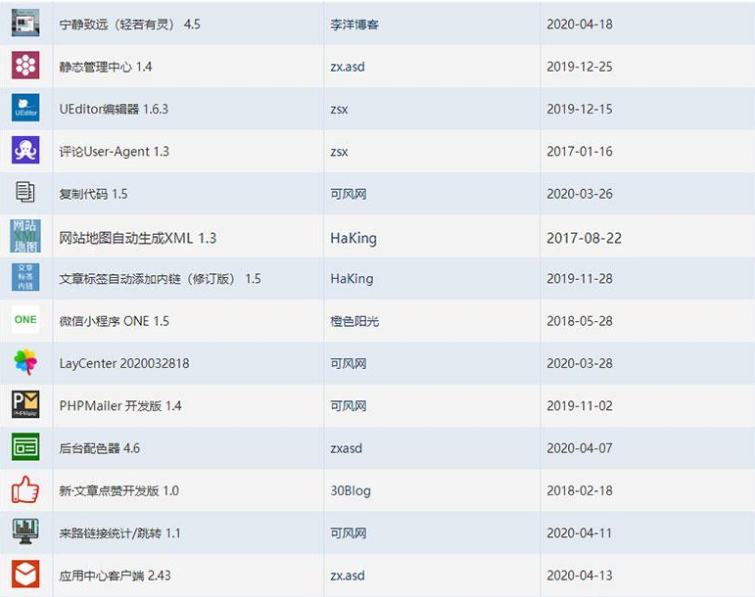 宁静致远（轻若有灵） 4.5 李洋博客 2020-04-18
静态管理中心 1.4 zx.asd 2019-12-25
UEditor
UEditor编辑器 1.6.3 zsx 2019-12-15
评论User-Agent 1.3 zsx 2017-01-16
复制代码 1.5 可风网 2020-03-26
网站
XML
地图
网站地图自动生成XML 1.3 HaKing 2017-08-22
文章
标签
内链
文章标签自动添加内链（修订版） 1.5 HaKing 2019-11-28
ONE
微信小程序 ONE 1.5 橙色阳光 2018-05-28
LayCenter 2020032818 可风网 2020-03-28
PHPMailer
PHPMailer 开发版 1.4 可风网 2019-11-02
后台配色器 4.6 zxasd 2020-04-07
新·文章点赞开发版 1.0 30Blog 2018-02-18
来路链接统计/跳转 1.1 可风网 2020-04-11
应用中心客户端 2.43 zx.asd 2020-04-13